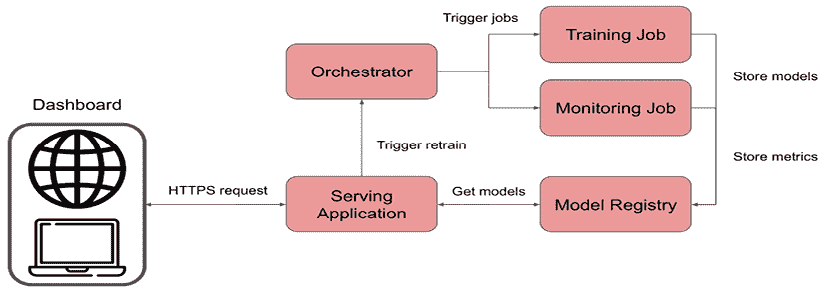 Trigger jobs
Training Job
Orchestrator
Store models
Dashboard
Monitoring Job
Trigger retrain
Store metrics
HTTPS request
Serving
Application
Get models
Model Registry